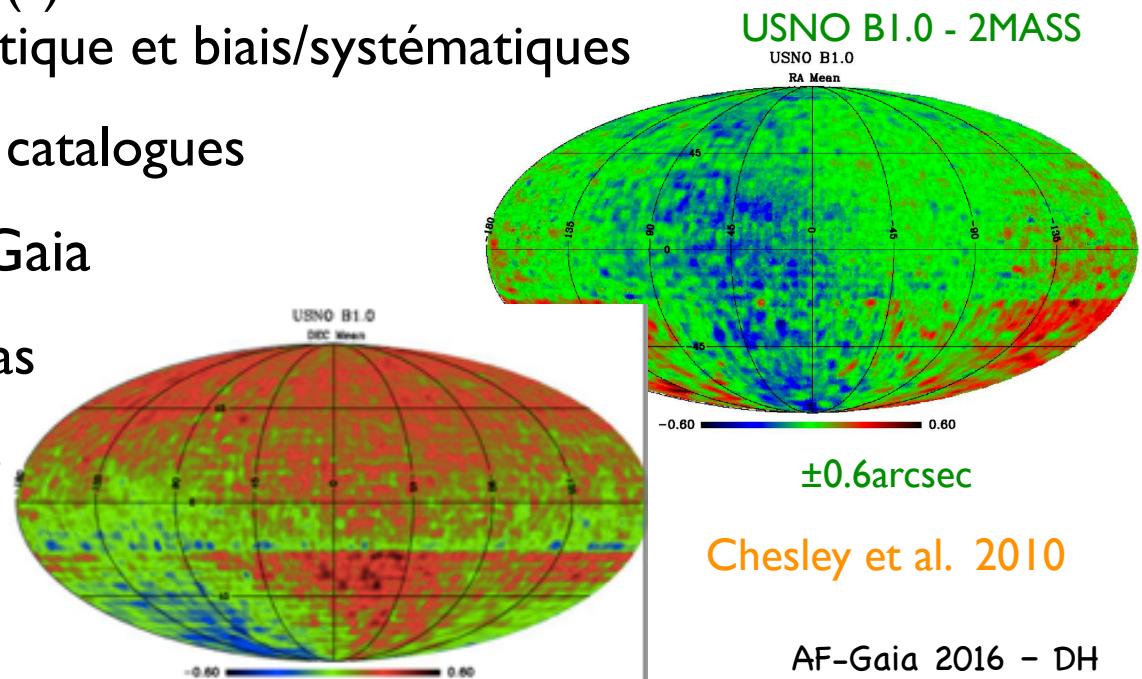 tique et biais/systématiques
catalogues
Gaia
as
USNO B1.0 - 2MASS
USNO B1.0
RA Mean
45
-180
135
90
45
0
-45
-90
-135
0
-45
-0.60 0.60
±0.6arcsec
Chesley et al. 2010
USNO B1.0
DEC Mean
-0.60 0.60
AF-Gaia 2016 - DH